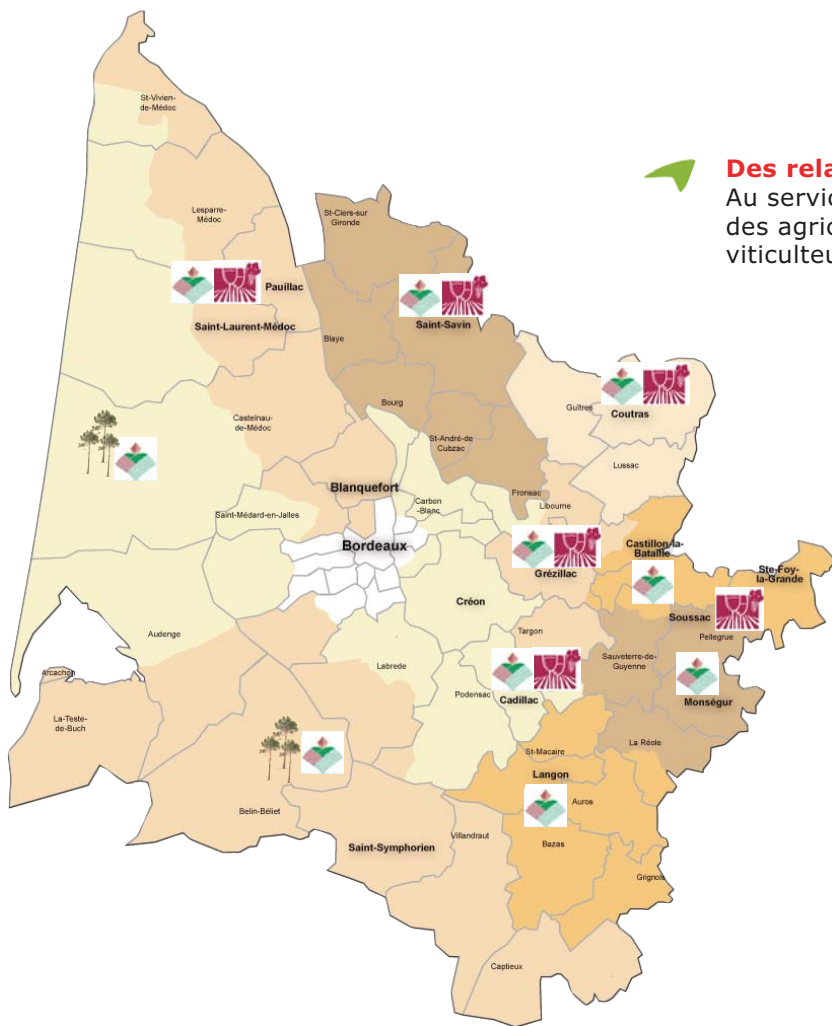 St-Vivien-
de-Médoc
Des rela
Au servic
des agric
viticulteu
Lesparre-
Médoc
St-Ciers-sur
Gironde
Pauillac
Saint-Laurent-Médoc
Saint-Savin
Blaye
Bourg
Guîtres
Coutras
Castelnau-
de-Médoc
St-André-de
Cubzac
Lussac
Blanquefort
Carbon
-Blanc
Fronsac
Libourne
Saint-Médard-en-Jalles
Bordeaux
Castillon-la-
Bataille
Grézillac
Ste-Foy-
la-Grande
Créon
Soussac
Audenge
Targon
Pellegrue
Labrede
Sauveterre-de-
Guyenne
Arcachon
Podensac
Cadillac
Monségur
La-Teste-
de-Buch
La Réole
St-Macaire
Langon
Auros
Belin-Béliet
Villandraut
Saint-Symphorien
Bazas
Grignols
Captieux